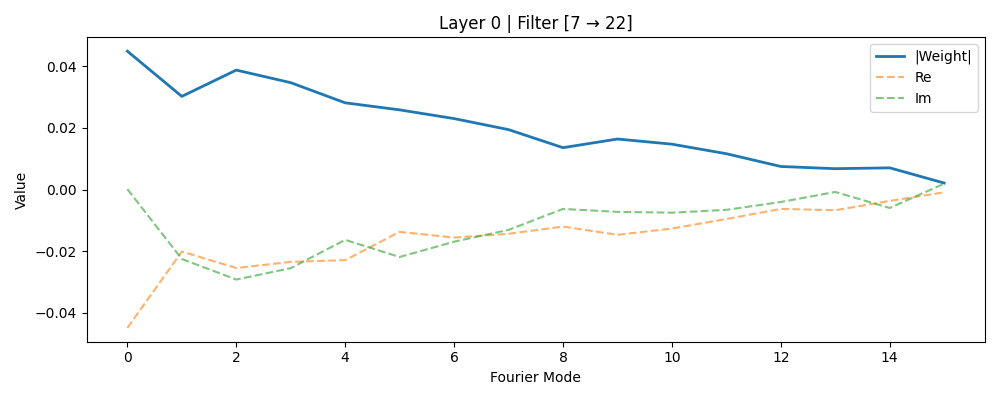 Layer 0 | Filter [7 → 22]
|Weight|
Re
Im
0.04
0.02
0.00
−0.02
−0.04
Value
0 2 4 6 8 10 12 14
Fourier Mode